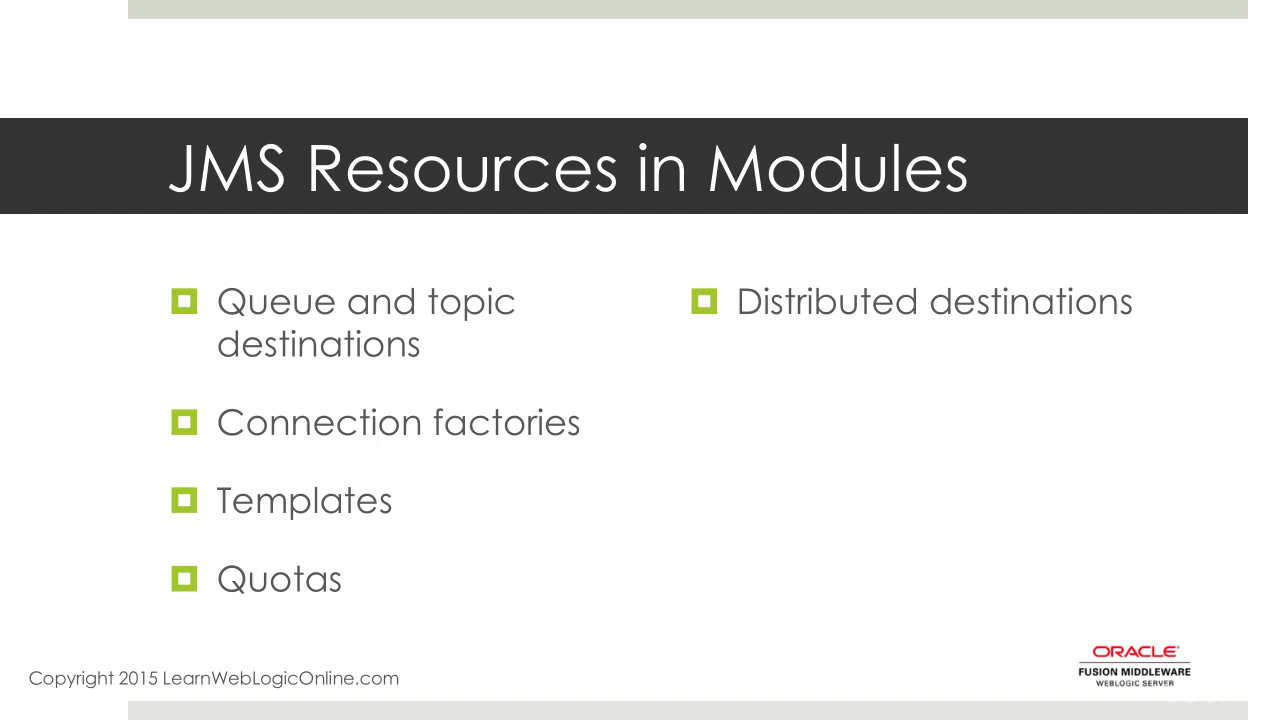 JMS Resources in Modules
Queue and topic
destinations
Connection factories
Templates
Quotas
Distributed destinations
Copyright 2015 LearnWebLogicOnline.com
ORACLE
FUSION MIDDLEWARE
WEBLOGIC SERVER